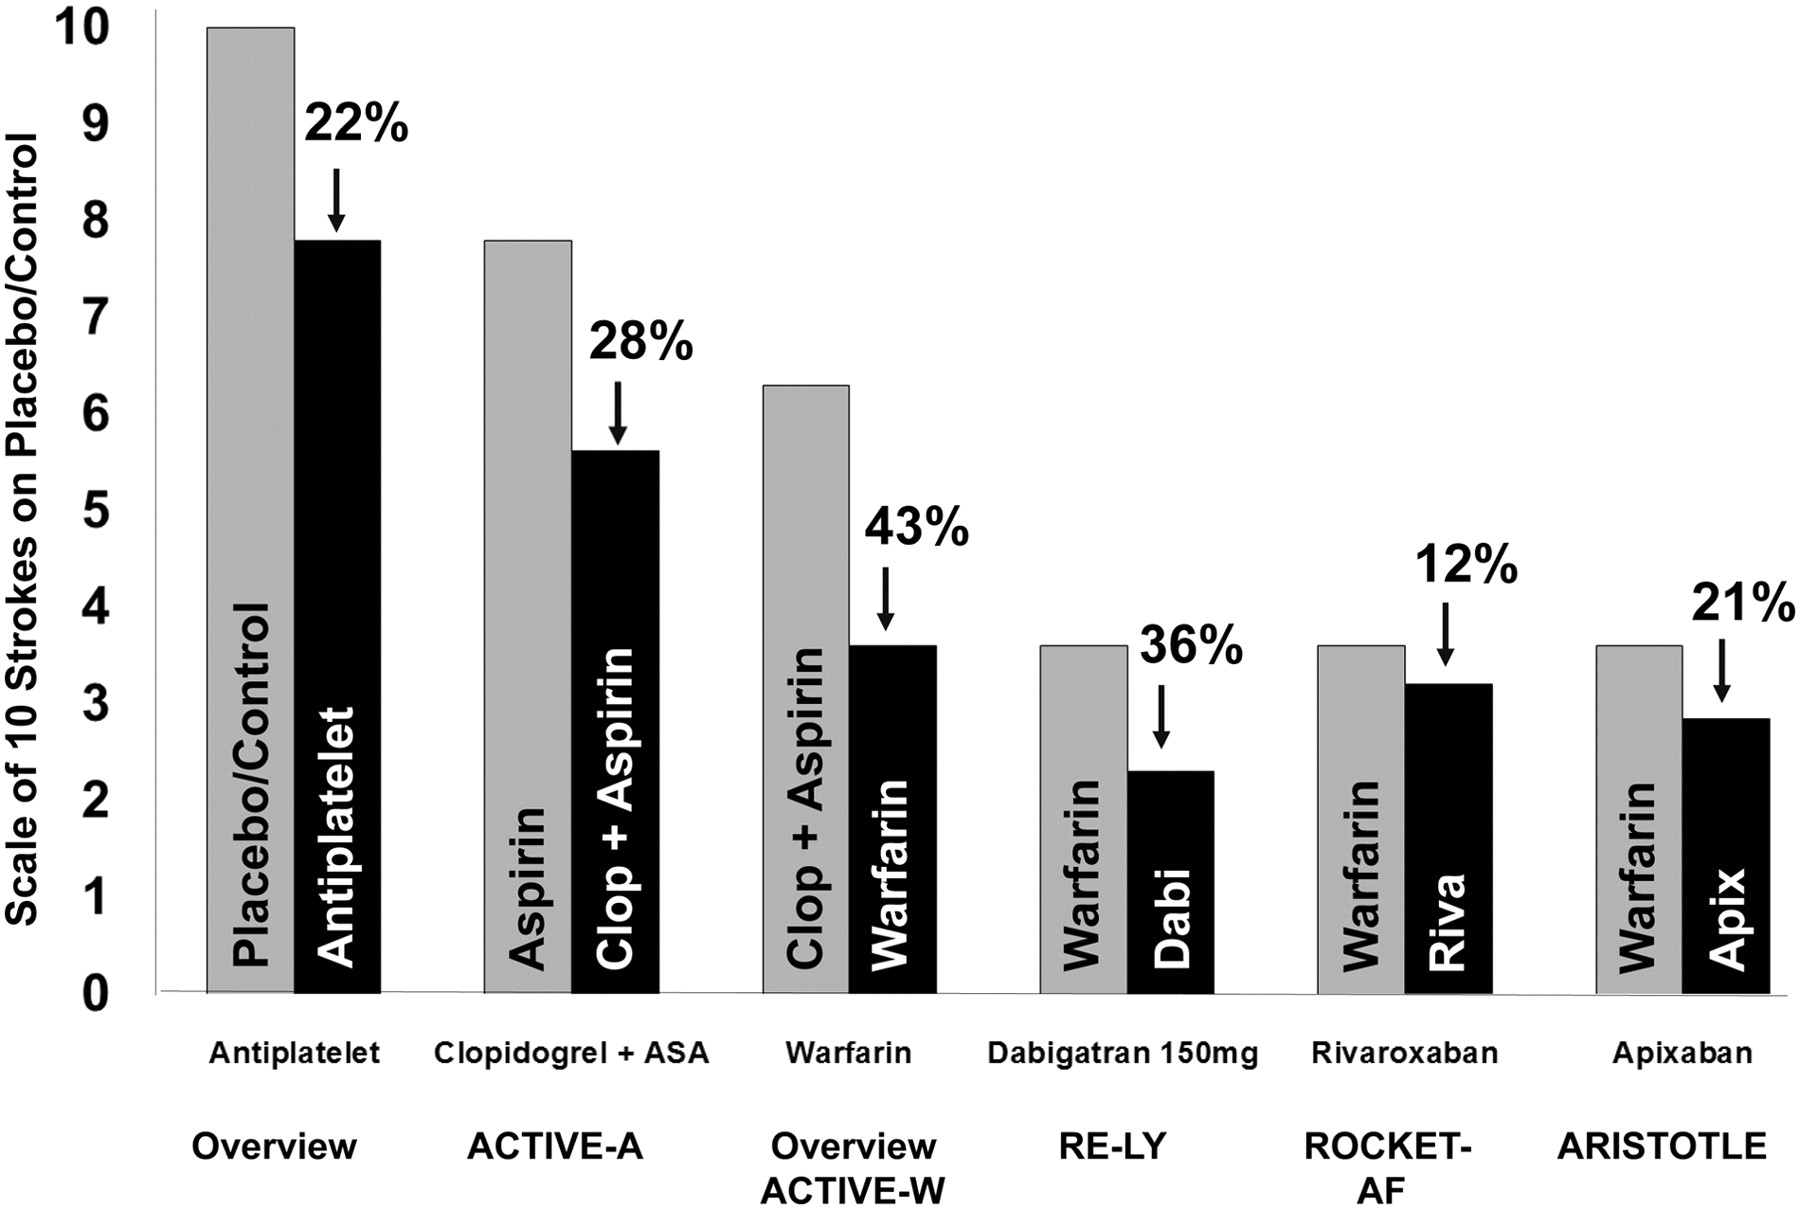 Scale of 10 Strokes on Placebo/Control
10
9
8
7
6
5
4
3
2
1
0
22%
28%
43%
36%
12%
21%
Placebo/Control
Antiplatelet
Aspirin
Clop + Aspirin
Clop + Aspirin
Warfarin
Warfarin
Dabi
Warfarin
Riva
Warfarin
Apix
Antiplatelet
Clopidogrel + ASA
Warfarin
Dabigatran 150mg
Rivaroxaban
Apixaban
Overview
ACTIVE-A
Overview
ACTIVE-W
RE-LY
ROCKET-
AF
ARISTOTLE